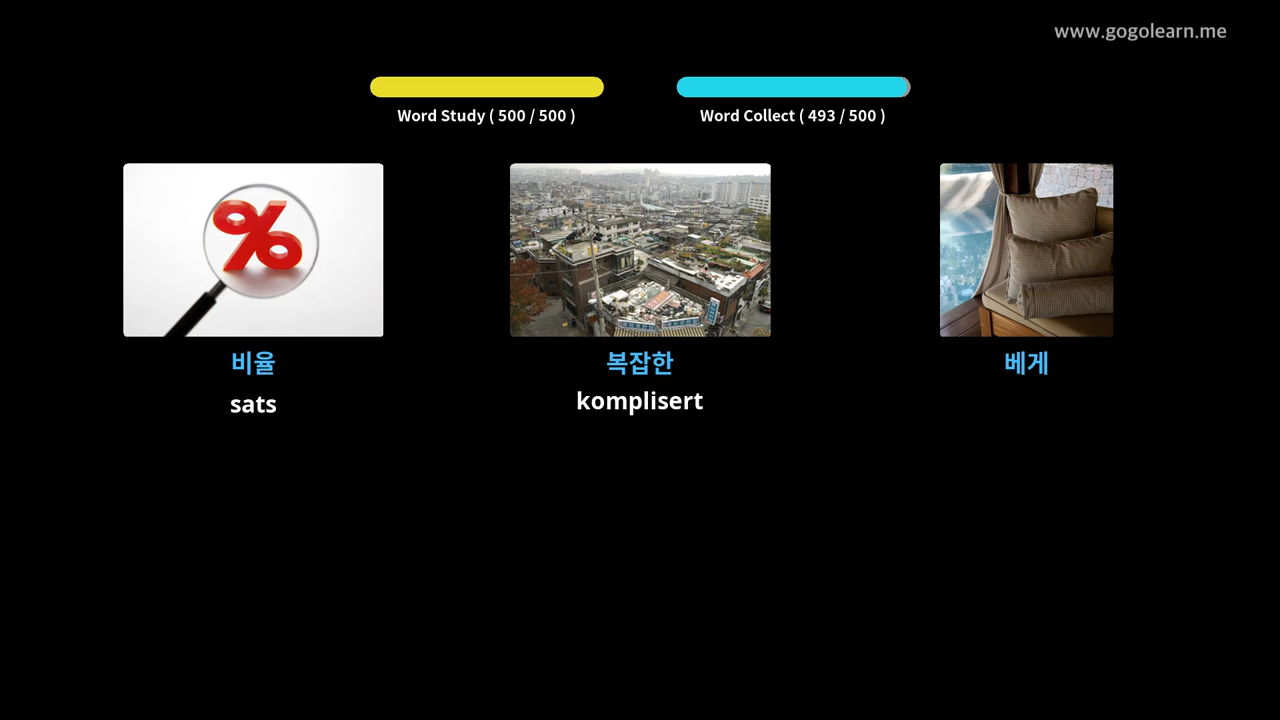 www.gogolearn.me
Word Study ( 500 / 500 )
Word Collect ( 493 / 500 )
%
비율
복잡한
베게
sats
komplisert